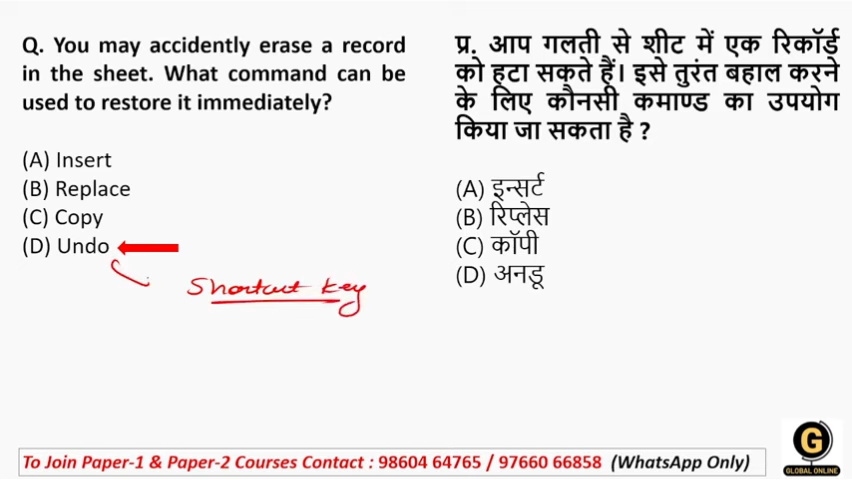 Q. You may accidently erase a record
in the sheet. What command can be
used to restore it immediately?
(A) Insert
(B) Replace
(C) Copy
(D) Undo
Shortcut key
प्र. आप गलती से शीट में एक रिकॉर्ड
को हटा सकते हैं। इसे तुरंत बहाल करने
के लिए कौनसी कमाण्ड का उपयोग
किया जा सकता है ?
(A) इन्सर्ट
(B) रिप्लेस
(C) कॉपी
(D) अनडू
To Join Paper-1 & Paper-2 Courses Contact : 98604 64765 / 97660 66858 (WhatsApp Only)
G
GLOBAL ONLINE